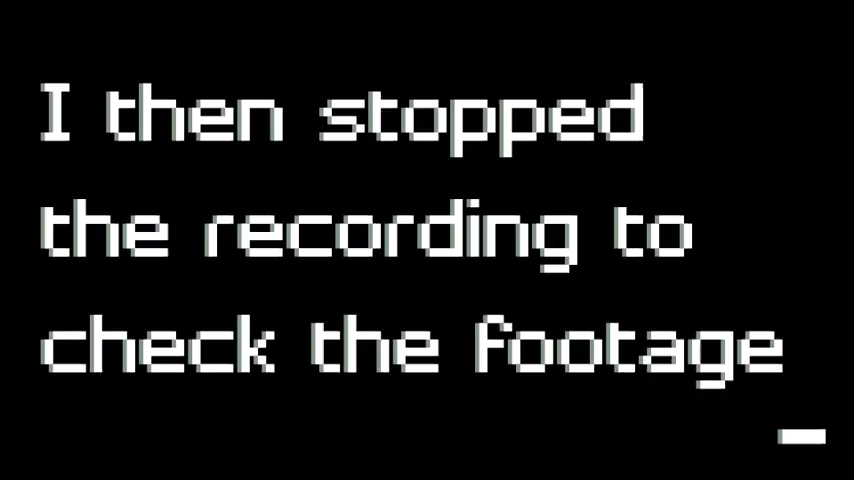 I then stopped
the recording to
check the footage